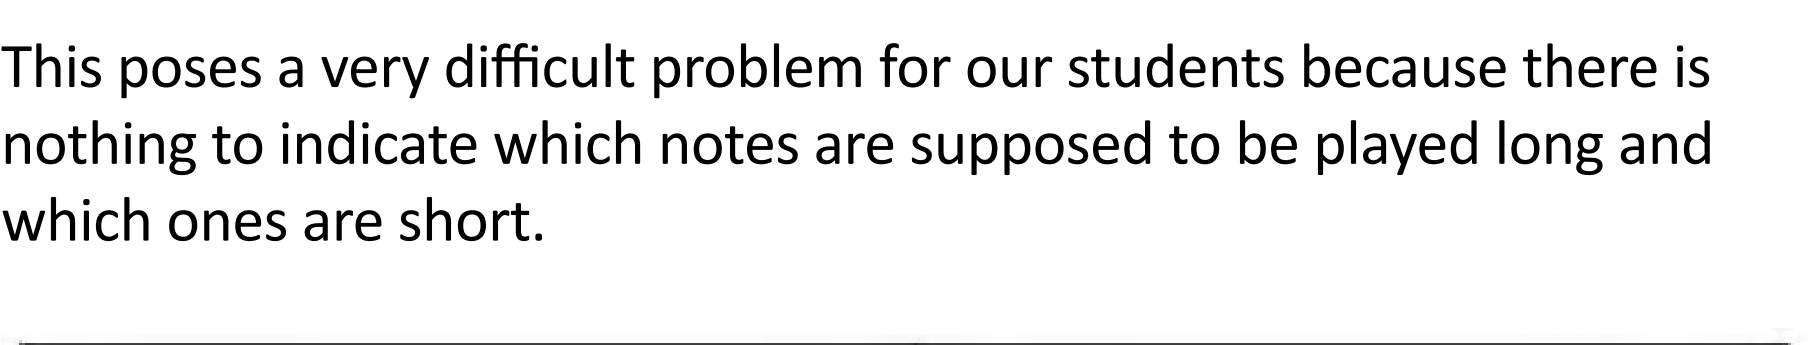 This poses a very difficult problem for our students because there is
nothing to indicate which notes are supposed to be played long and
which ones are short.